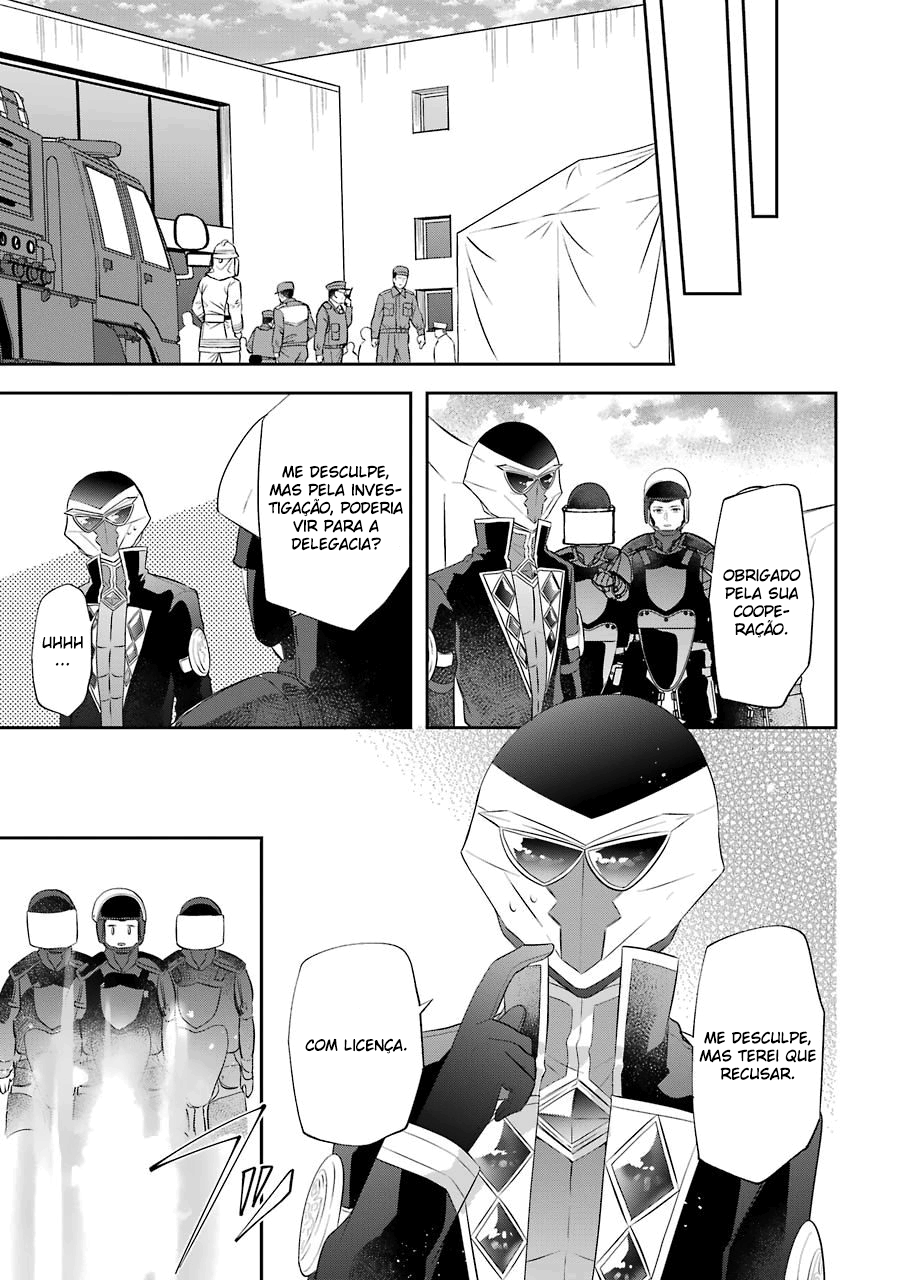 OBRIGADO
PELA SUA
COOPE-
RAÇÃO.
ME DESCULPE,
MAS PELA INVES-
TIGAÇÃO, PODERIA
VIR PARA A
DELEGACIA?
UHHH
...
ME DESCULPE,
MAS TEREI QUE
RECUSAR.
COM LICENÇA.